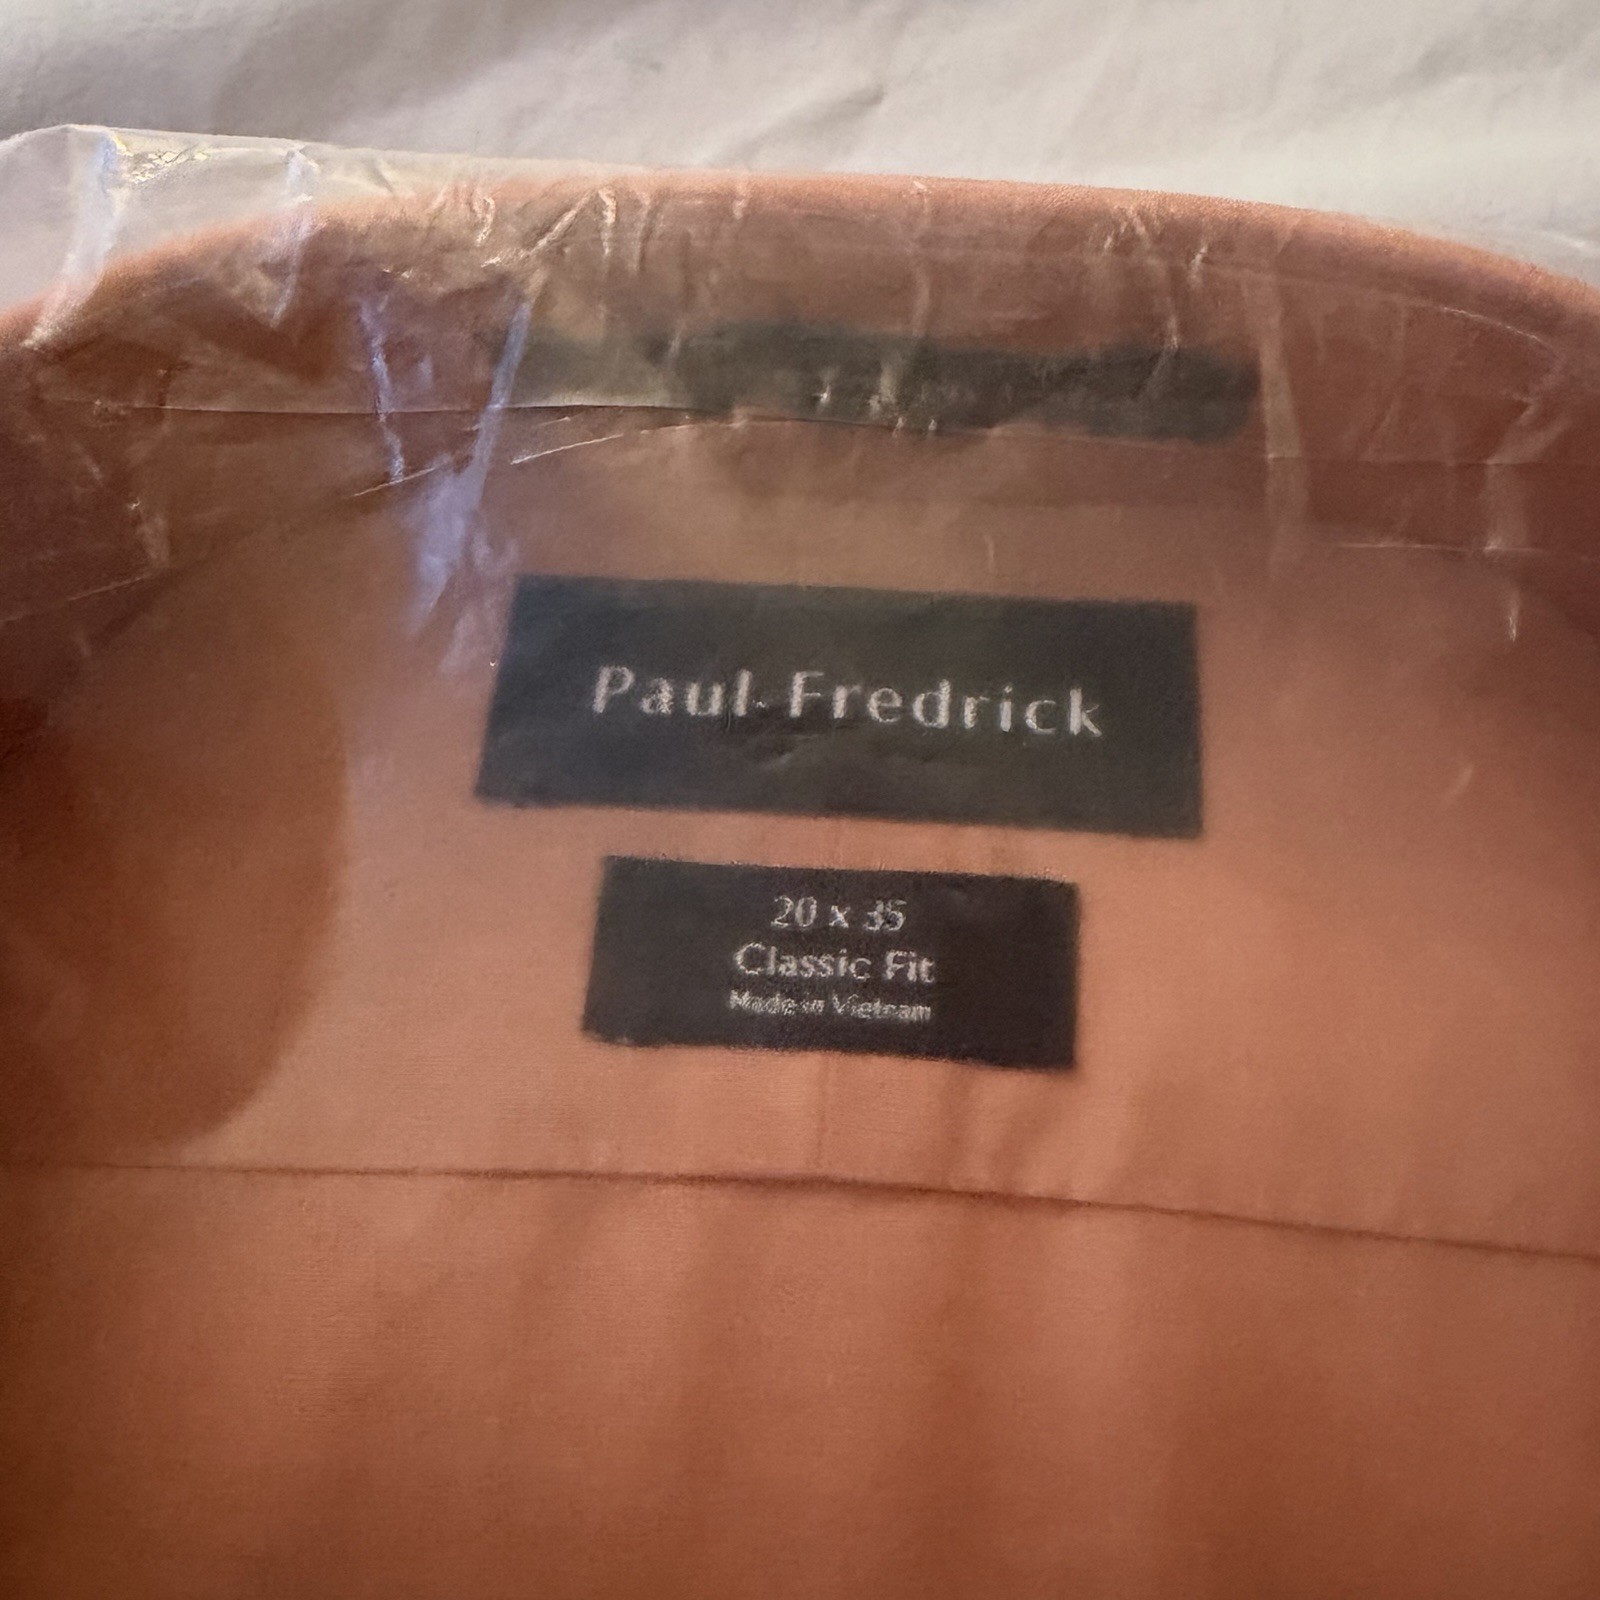 Paul Fredrick
20 x 35
Classic Fit
Made in Vietnam